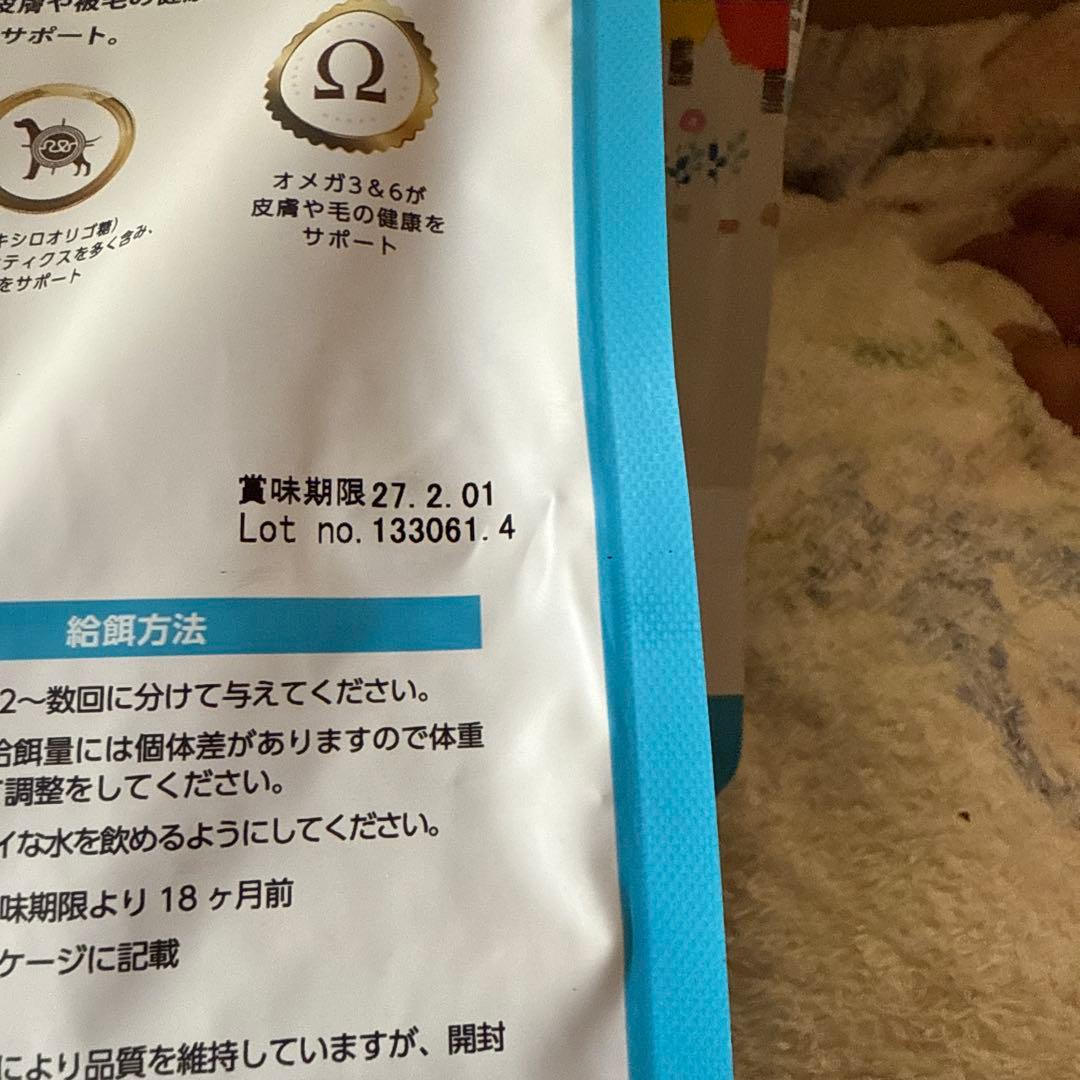 皮膚や被毛の健康
サポート。
Ω
オメガ3&6が
皮膚や毛の健康を
サポート
キシロオリゴ糖)
ティクスを多く含み、
をサポート
賞味期限27.2.01
Lot no.133061.4
給餌方法
2〜数回に分けて与えてください。
給餌量には個体差がありますので体重
て調整をしてください。
イな水を飲めるようにしてください。
味期限より 18 ヶ月前
ケージに記載
により品質を維持していますが、開封